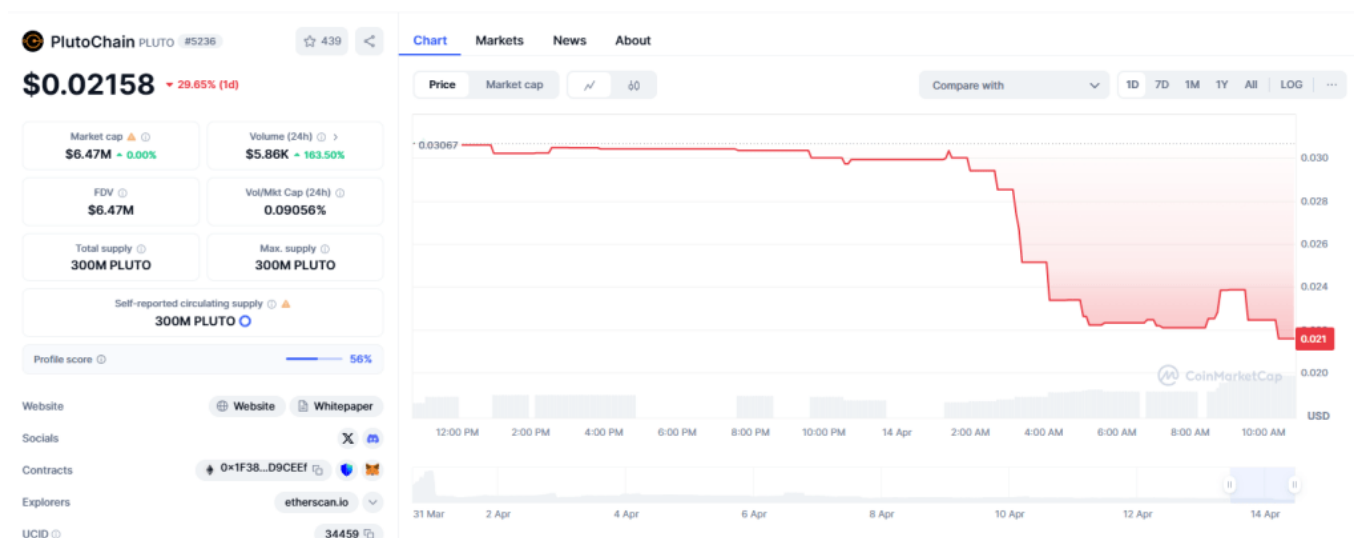 PlutoChain PLUTO #5236 439
$0.02158 29.65% (1d)
Market cap
$6.47M 0.00%
Volume (24h)
$5.86K 163.50%
FDV
$6.47M
Vol/Mkt Cap (24h)
0.09056%
Total supply
300M PLUTO
Max. supply
300M PLUTO
Self-reported circulating supply
300M PLUTO
Profile score 56%
Website Website Whitepaper
Socials
Contracts 0×1F38...D9CEEf
Explorers etherscan.io
UCID 34459
Chart Markets News About
Price Market cap Compare with 1D 7D 1M 1Y All LOG ...
0.03067
0.030
0.028
0.026
0.024
0.021
0.020
CoinMarketCap
USD
12:00 PM 2:00 PM 4:00 PM 6:00 PM 8:00 PM 10:00 PM 14 Apr 2:00 AM 4:00 AM 6:00 AM 8:00 AM 10:00 AM
31 Mar 2 Apr 4 Apr 6 Apr 8 Apr 10 Apr 12 Apr 14 Apr